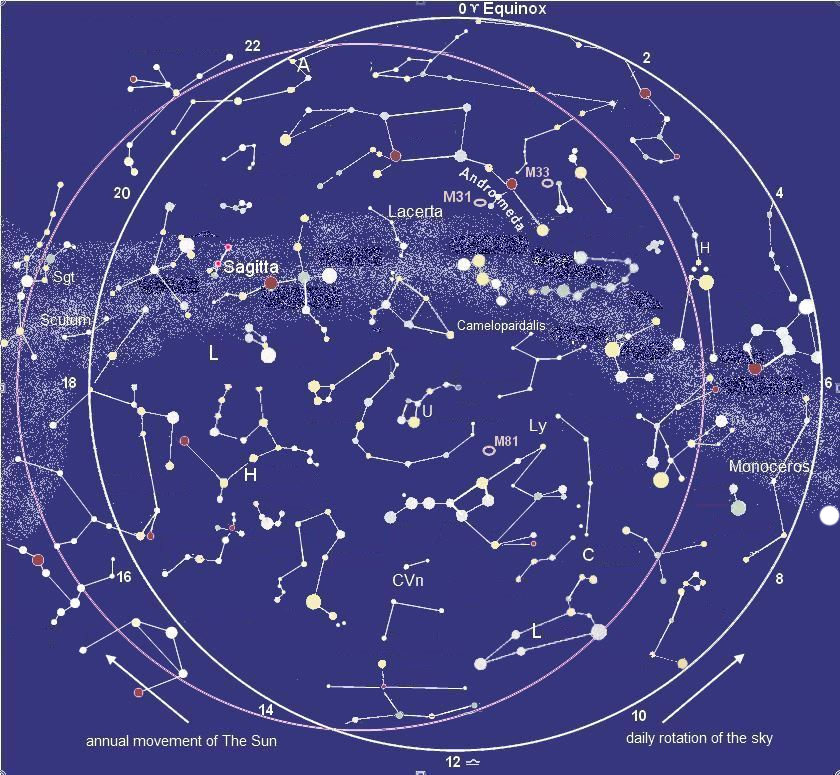 0 ♈ Equinox
22
A
2
M33
Andromeda
M31
20
4
Lacerta
H
Sagitta
Sgt
Scutum
Camelopardalis
L
18
6
U
Ly
M81
H
Monoceros
C
16
CVn
8
L
14
10
annual movement of The Sun
daily rotation of the sky
12 ♎